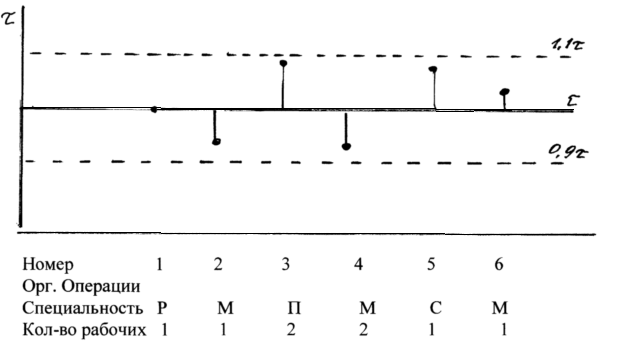 τ
1,1τ
τ
0,9τ
Номер 1 2 3 4 5 6
Орг. Операции
Специальность Р М П М С М
Кол-во рабочих 1 1 2 2 1 1